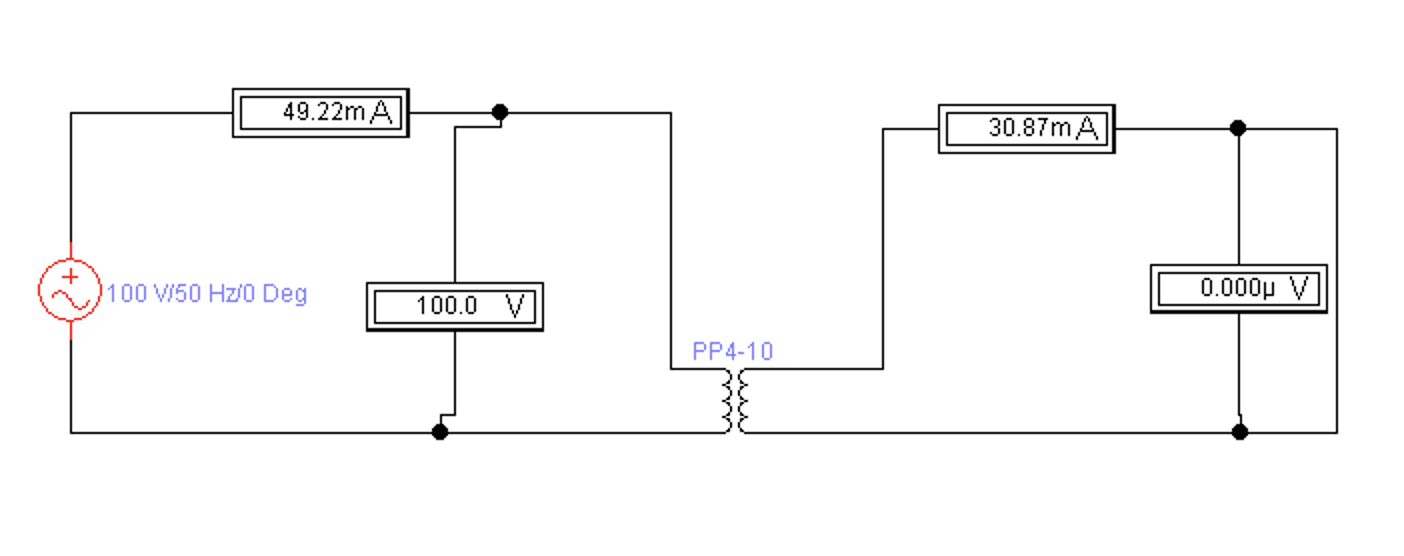 49.22m A
30.87m A
100 V/50 Hz/0 Deg
100.0 V
0.000µ V
PP4-10